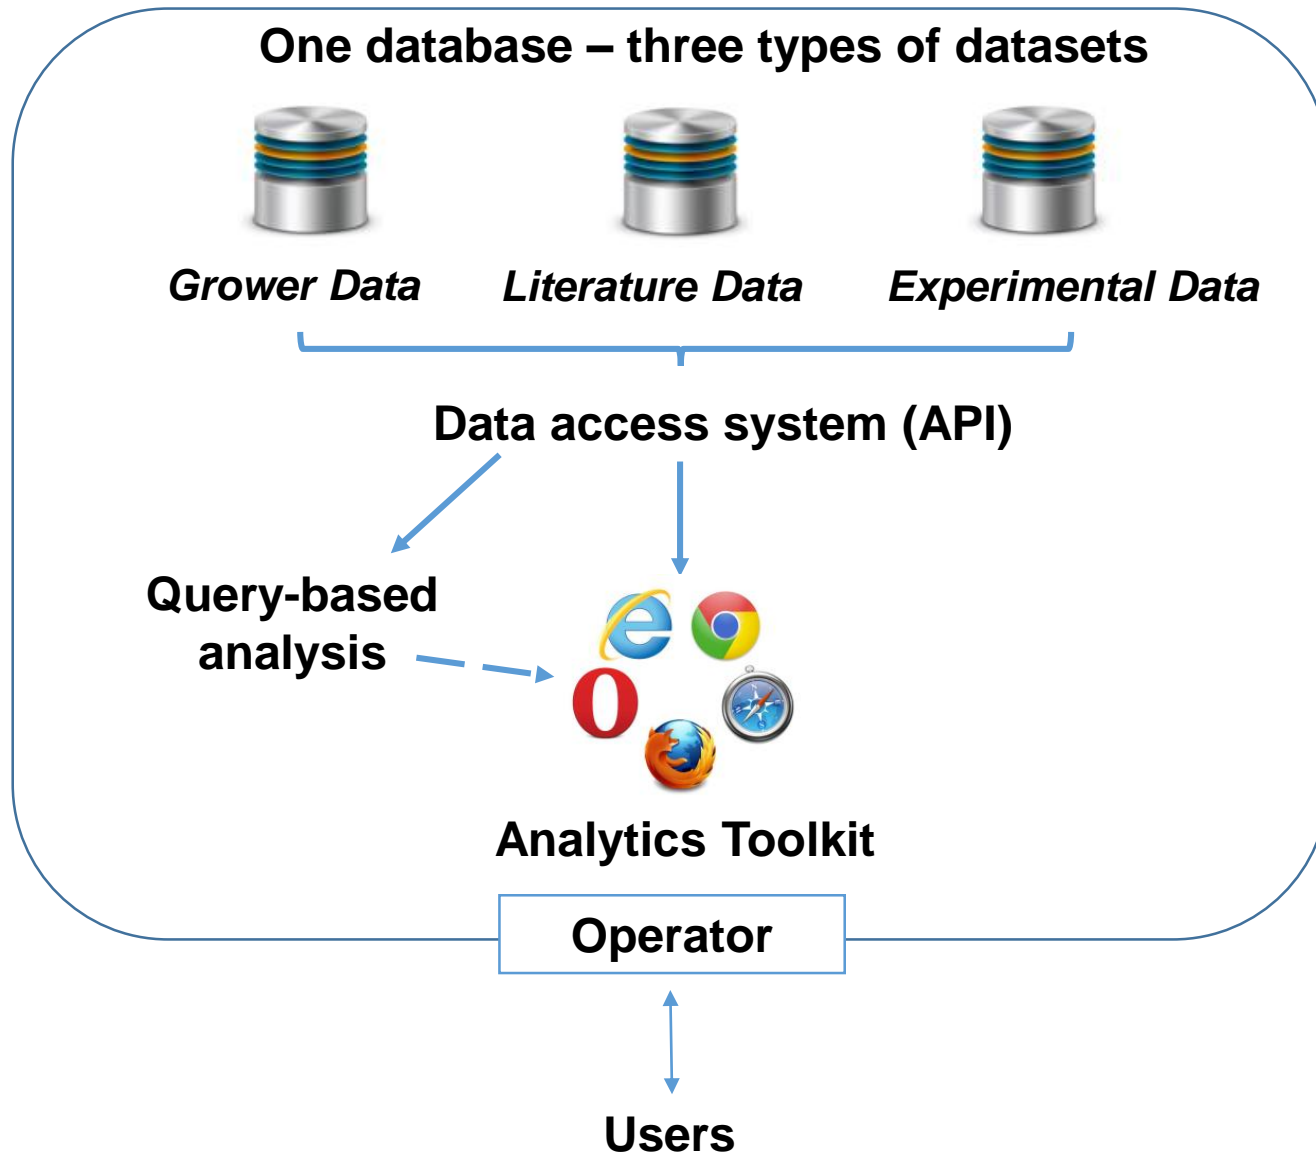 One database – three types of datasets
Grower Data
Literature Data
Experimental Data
Data access system (API)
Query-based
analysis
Analytics Toolkit
Operator
Users